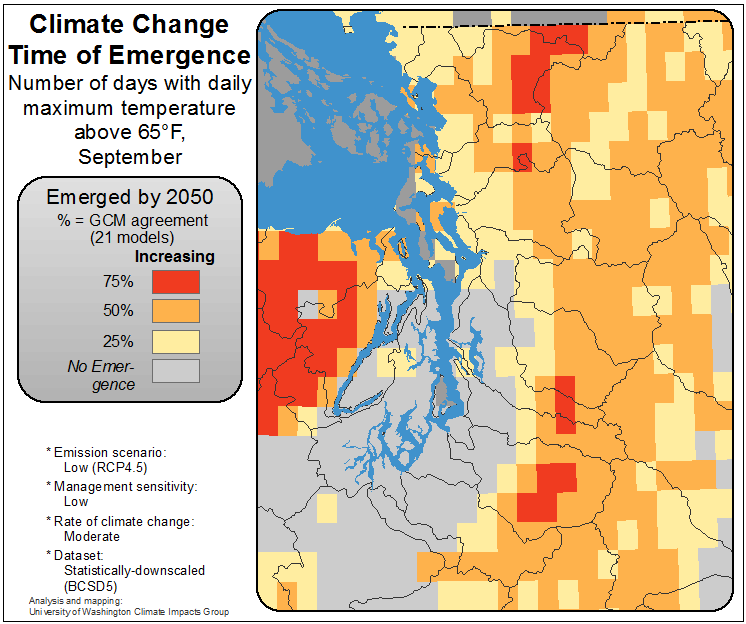 Climate Change
Time of Emergence
Number of days with daily
maximum temperature
above 65°F,
September
Emerged by 2050
% = GCM agreement
(21 models)
Increasing
75%
50%
25%
No Emer-
gence
* Emission scenario:
Low (RCP4.5)
* Management sensitivity:
Low
* Rate of climate change:
Moderate
* Dataset:
Statistically-downscaled
(BCSD5)
Analysis and mapping:
University of Washington Climate Impacts Group